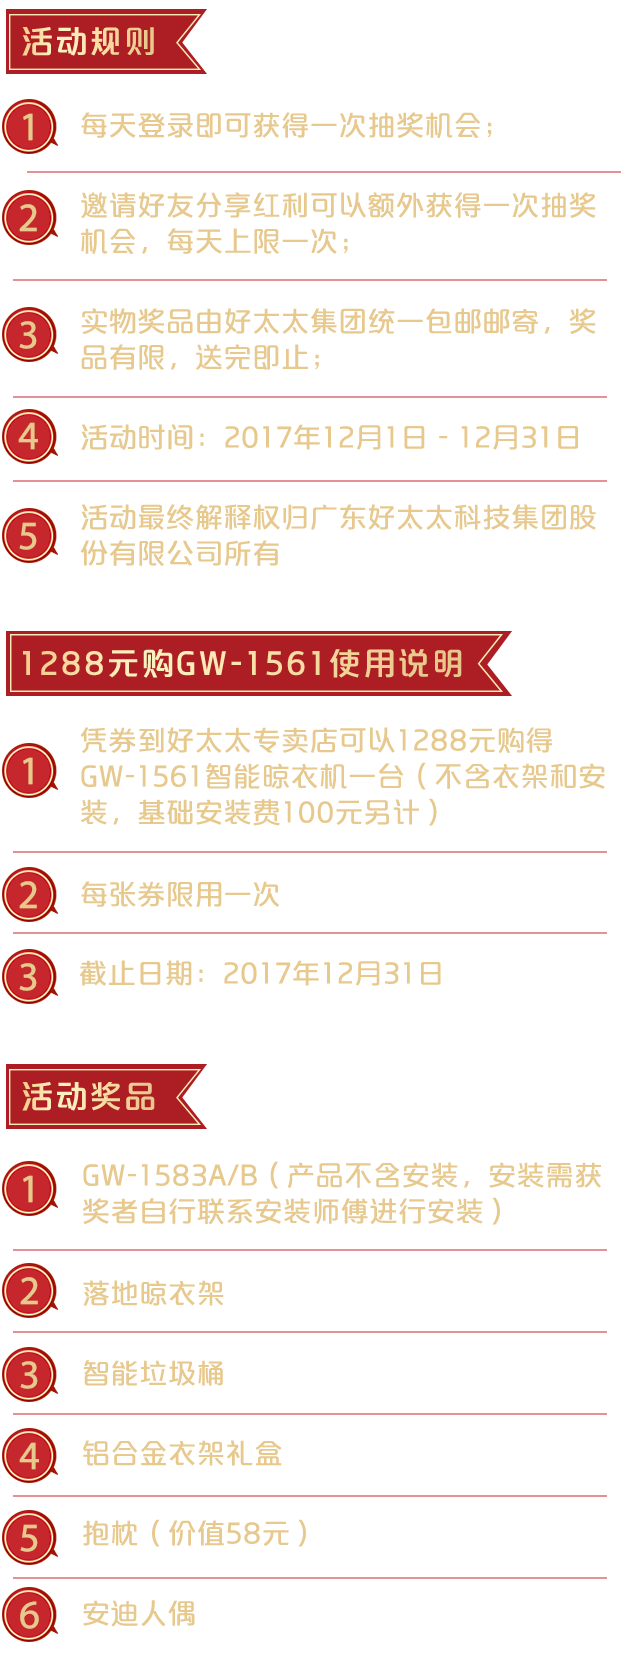 活动规则
1 每天登录即可获得一次抽奖机会；
2 邀请好友分享红利可以额外获得一次抽奖
机会，每天上限一次；
3 实物奖品由好太太集团统一包邮邮寄，奖
品有限，送完即止；
4 活动时间：2017年12月1日 - 12月31日
5 活动最终解释权归广东好太太科技集团股
份有限公司所有
1288元购GW-1561使用说明
1 凭券到好太太专卖店可以1288元购得
GW-1561智能晾衣机一台（不含衣架和安
装，基础安装费100元另计）
2 每张券限用一次
3 截止日期：2017年12月31日
活动奖品
1 GW-1583A/B（产品不含安装，安装需获
奖者自行联系安装师傅进行安装）
2 落地晾衣架
3 智能垃圾桶
4 铝合金衣架礼盒
5 抱枕（价值58元）
6 安迪人偶